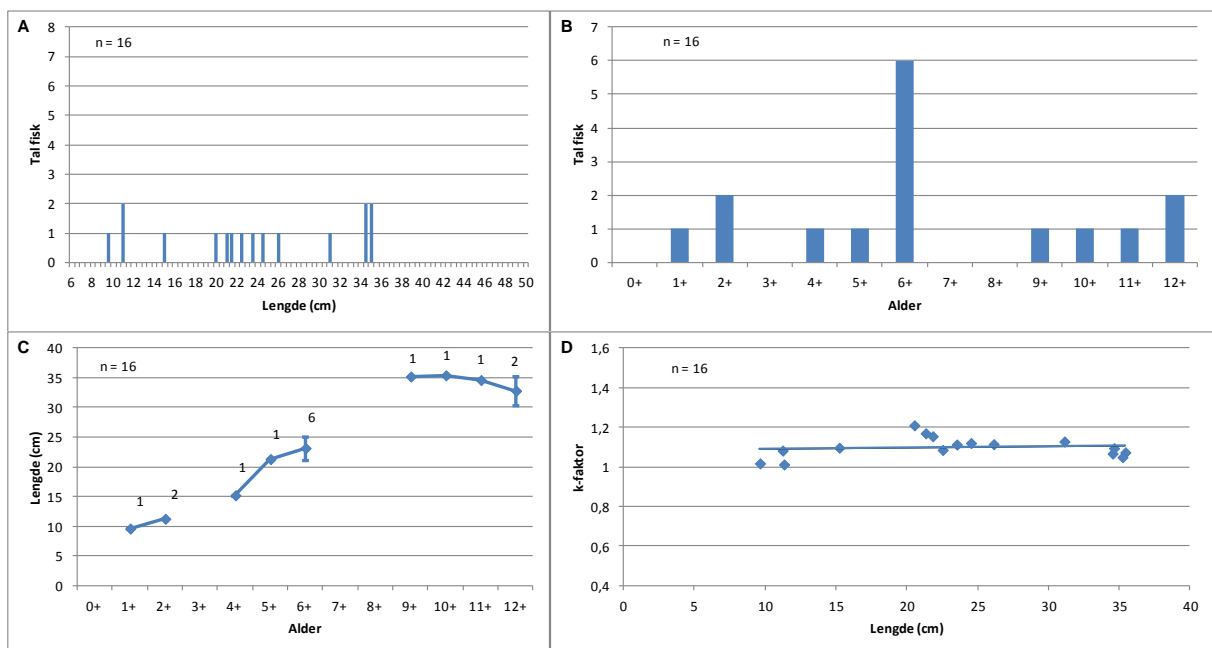 A
n = 16
Tal fisk
8
7
6
5
4
3
2
1
0
6 8 10 12 14 16 18 20 22 24 26 28 30 32 34 36 38 40 42 44 46 48 50
Lengde (cm)
B
n = 16
Tal fisk
7
6
5
4
3
2
1
0
0+ 1+ 2+ 3+ 4+ 5+ 6+ 7+ 8+ 9+ 10+ 11+ 12+
Alder
C
n = 16
Lengde (cm)
40
35
30
25
20
15
10
5
0
1 2 1 1 6 1 1 1 2
0+ 1+ 2+ 3+ 4+ 5+ 6+ 7+ 8+ 9+ 10+ 11+ 12+
Alder
D
n = 16
k-faktor
1,6
1,4
1,2
1
0,8
0,6
0,4
0 5 10 15 20 25 30 35 40
Lengde (cm)